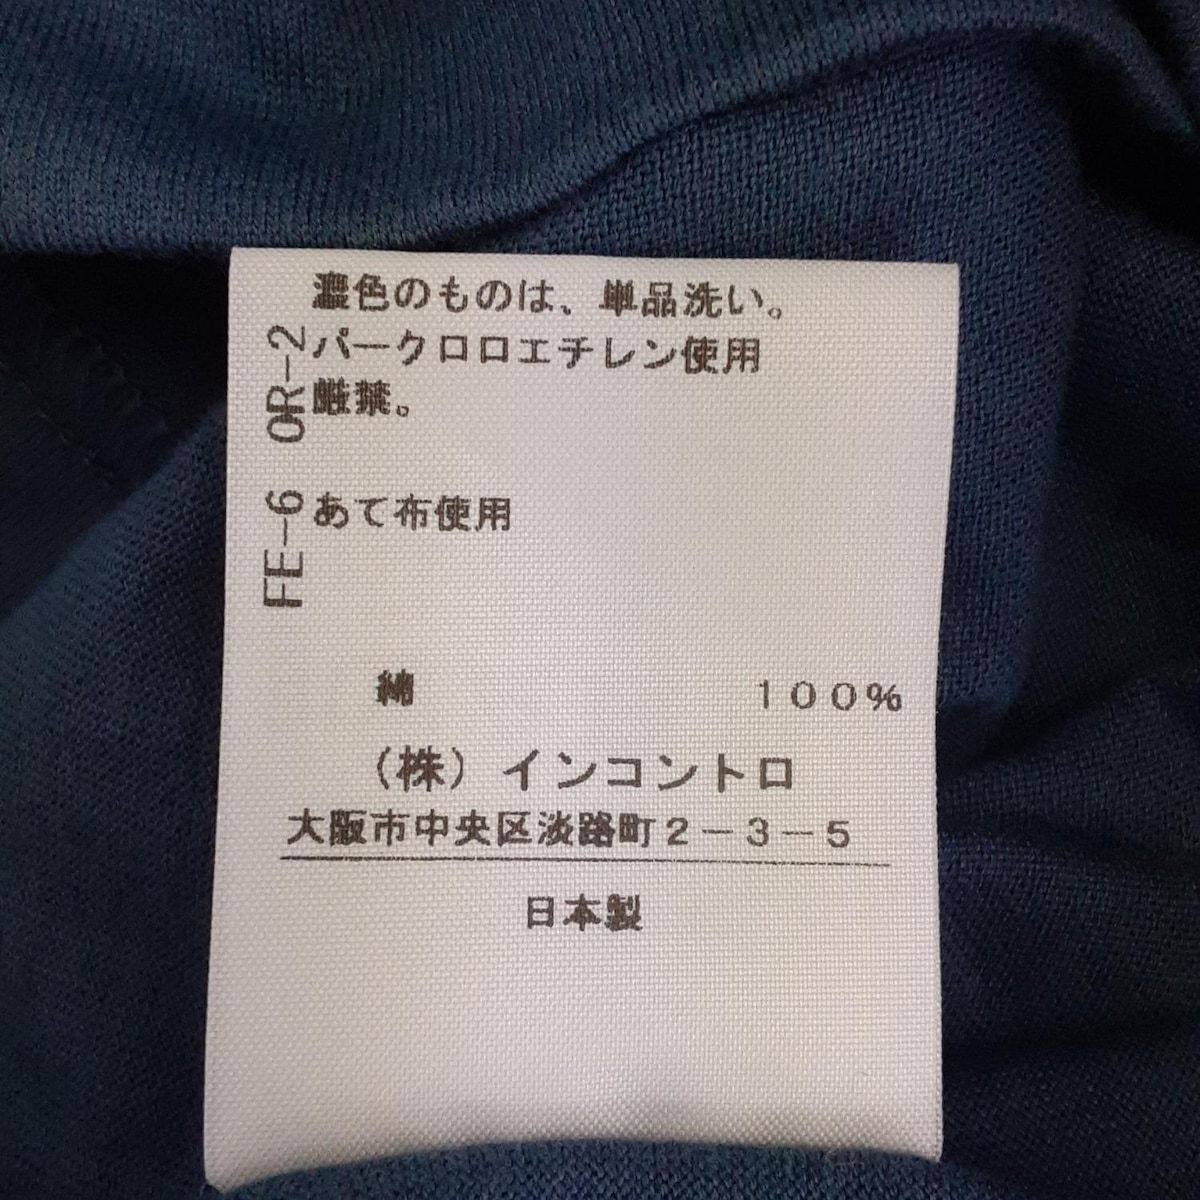 濃色のものは、単品洗い。
パークロロエチレン使用
厳禁。
あて布使用
FE-6 OR-2
綿 100%
(株)インコントロ
大阪市中央区淡路町2-3-5
日本製